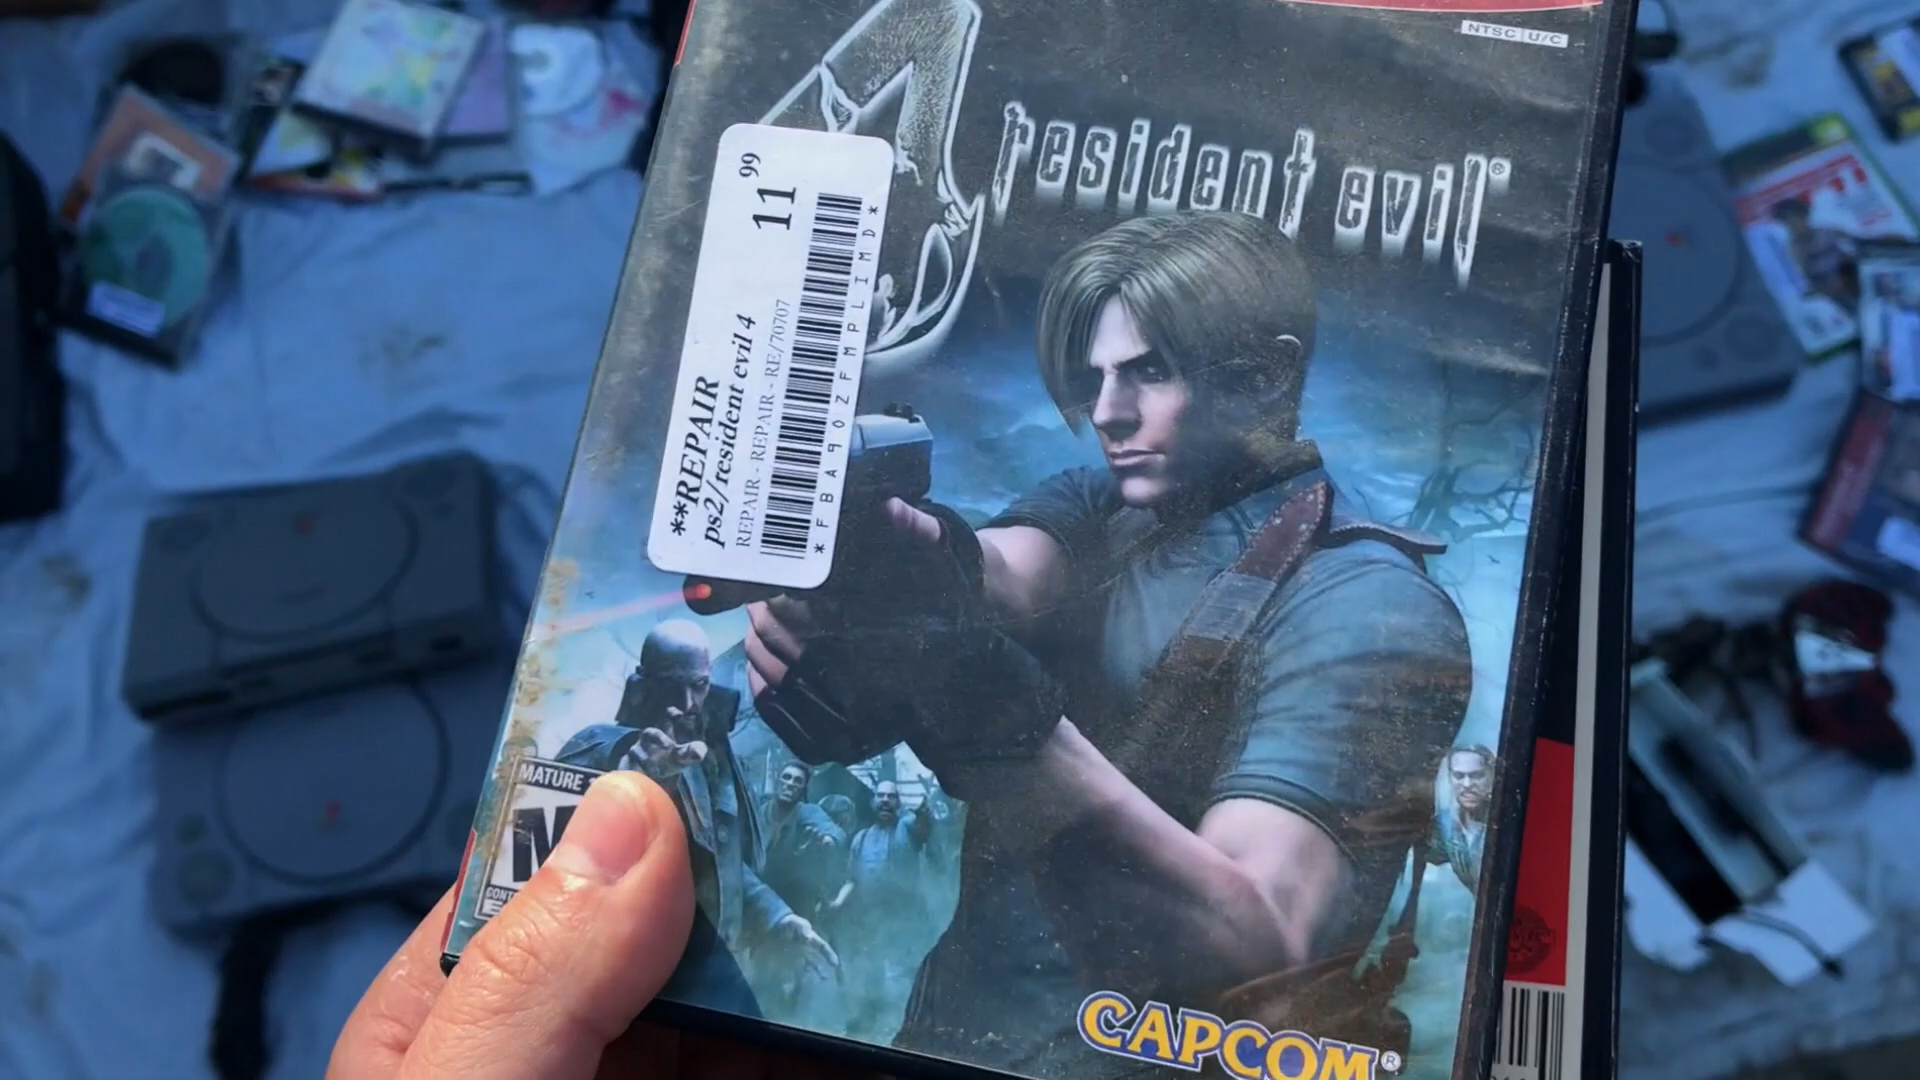 NTSC U/C
4
resident evil®
11 99
**REPAIR
ps2/resident evil 4
REPAIR - REPAIR - RE/70707
*FBA90ZFMPLIMD*
MATURE
M
CAPCOM®